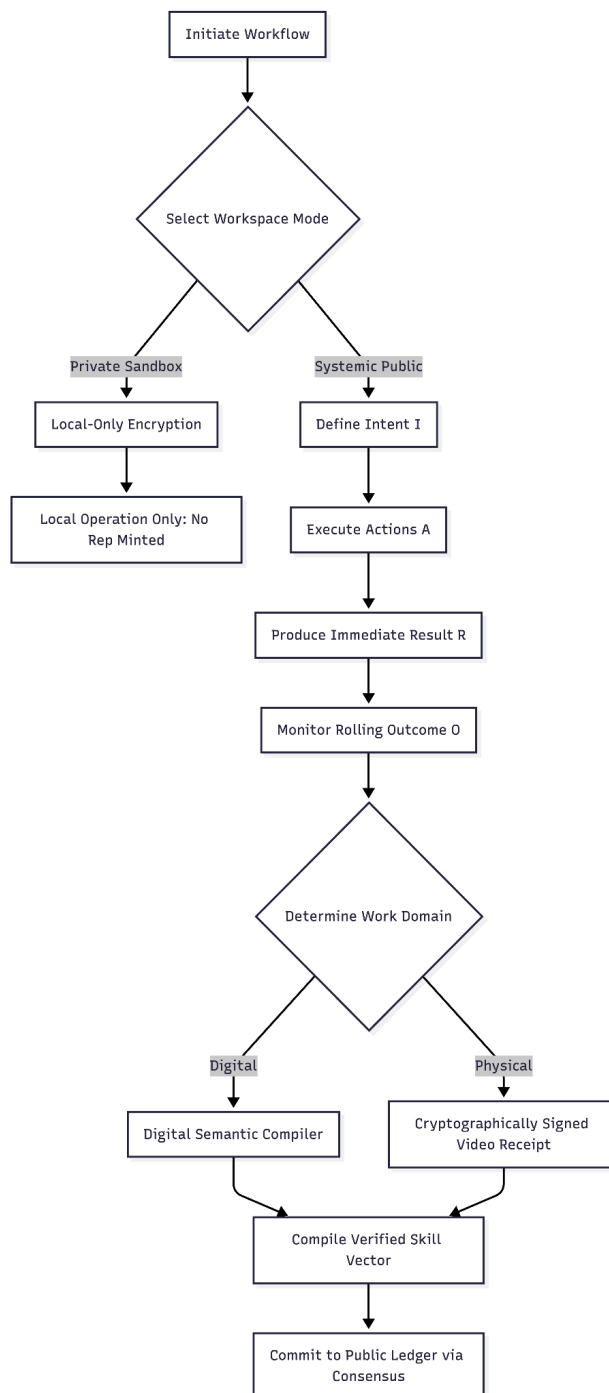 Initiate Workflow
Select Workspace Mode
Private Sandbox
Systemic Public
Local-Only Encryption
Define Intent I
Local Operation Only: No
Rep Minted
Execute Actions A
Produce Immediate Result R
Monitor Rolling Outcome O
Determine Work Domain
Digital
Physical
Digital Semantic Compiler
Cryptographically Signed
Video Receipt
Compile Verified Skill
Vector
Commit to Public Ledger via
Consensus